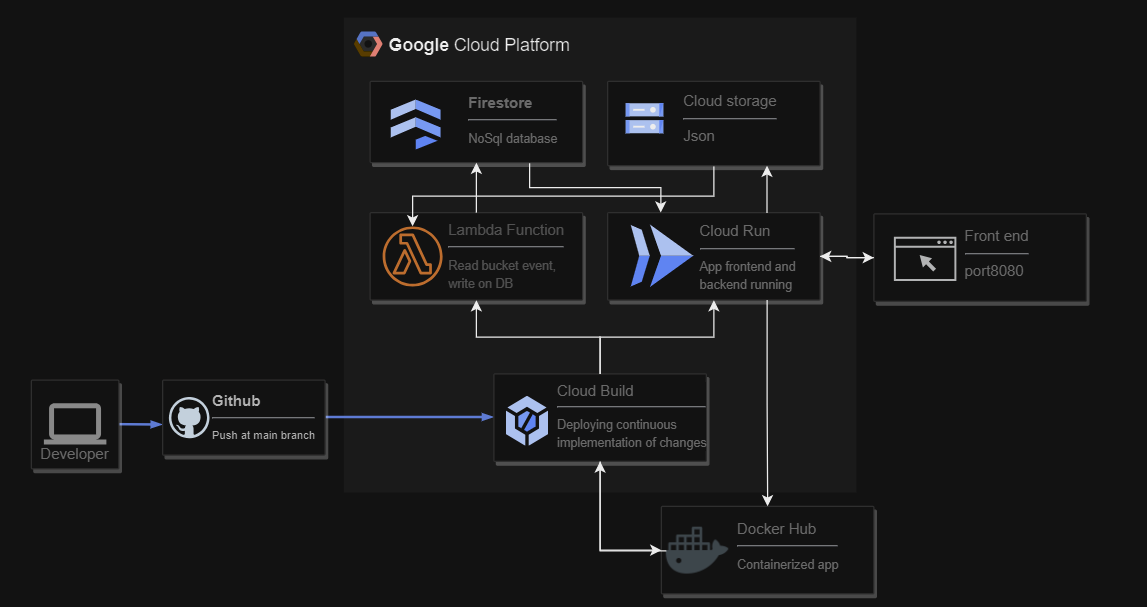 Google Cloud Platform
Firestore
NoSql database
Cloud storage
Json
Lambda Function
Read bucket event,
write on DB
Cloud Run
App frontend and
backend running
Front end
port8080
Developer
Github
Push at main branch
Cloud Build
Deploying continuous
implementation of changes
Docker Hub
Containerized app